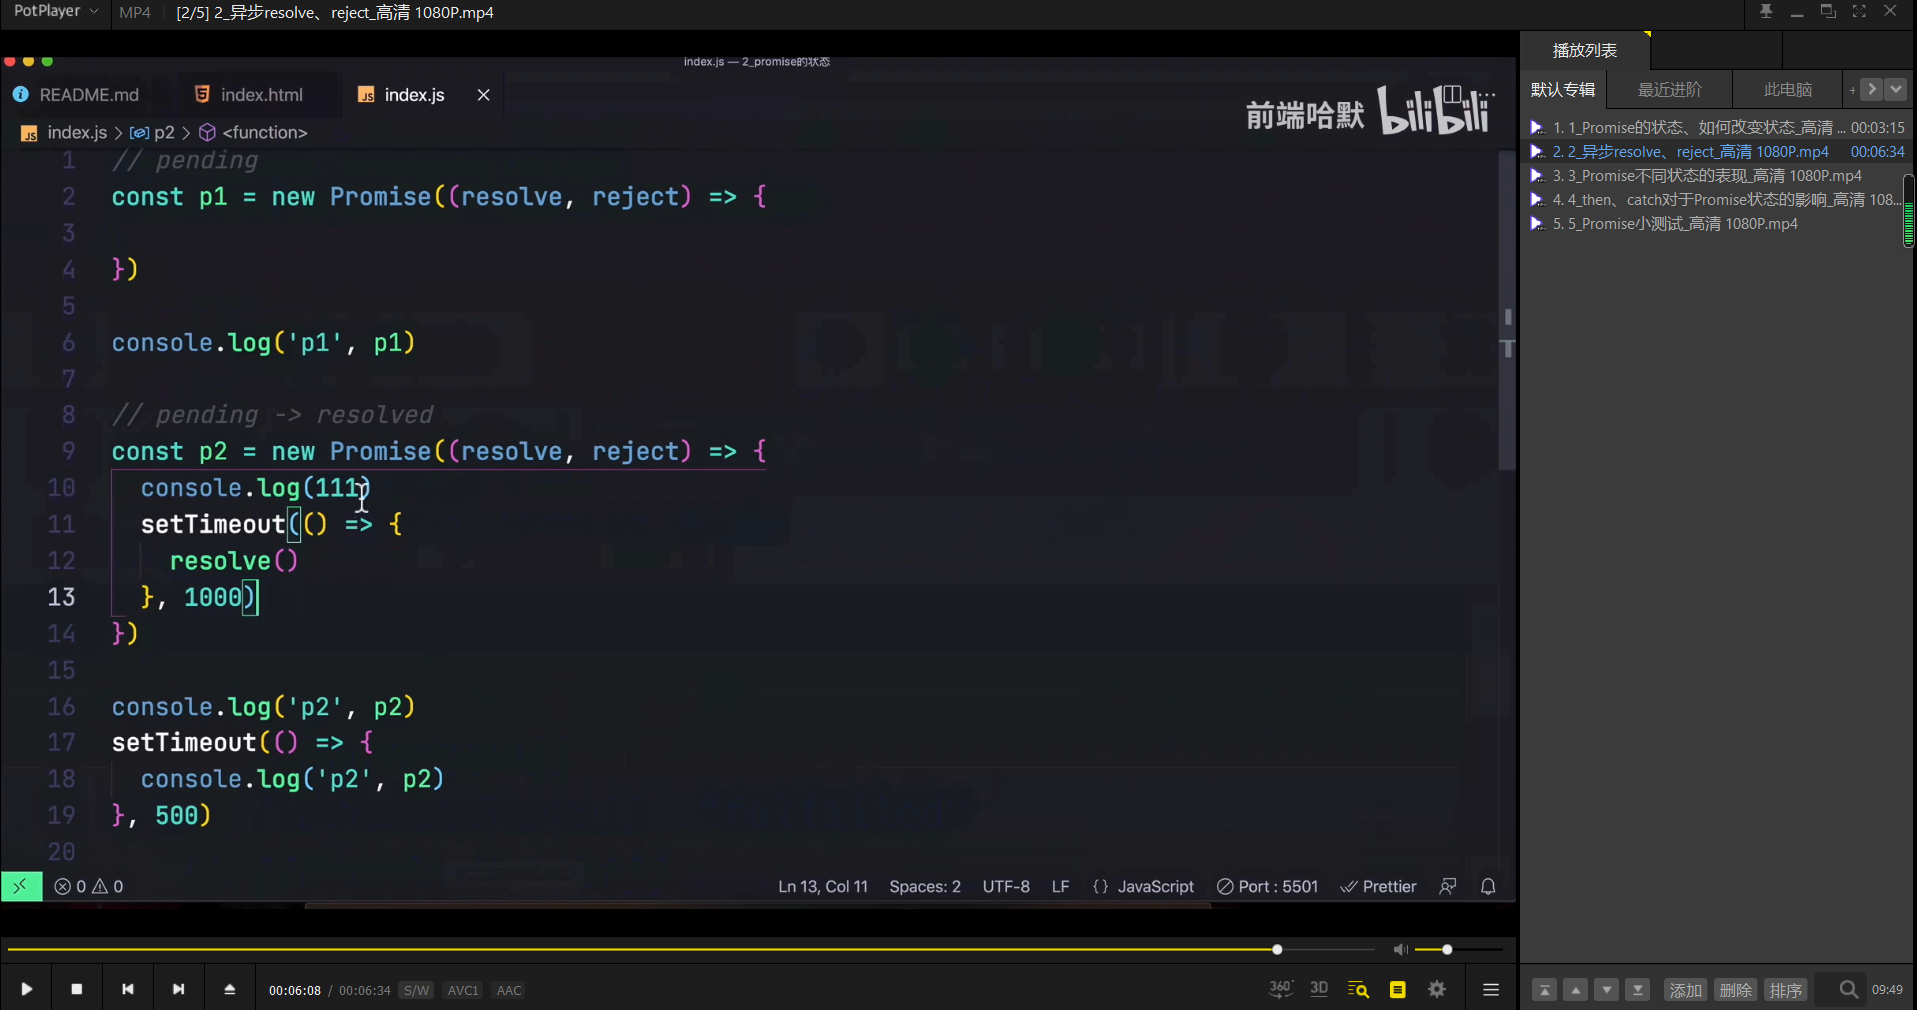 PotPlayer MP4 [2/5] 2_异步resolve、reject_高清 1080P.mp4
index.js — 2_promise的状态
README.md index.html index.js
前端哈默 bilibili
index.js > p2 > <function>
1 // pending
2 const p1 = new Promise((resolve, reject) => {
3
4 })
5
6 console.log('p1', p1)
7
8 // pending -> resolved
9 const p2 = new Promise((resolve, reject) => {
10 console.log(111)
11 setTimeout(() => {
12 resolve()
13 }, 1000)
14 })
15
16 console.log('p2', p2)
17 setTimeout(() => {
18 console.log('p2', p2)
19 }, 500)
20
0 0 Ln 13, Col 11 Spaces: 2 UTF-8 LF {} JavaScript Port : 5501 Prettier
00:06:08 / 00:06:34 S/W AVC1 AAC 360° 3D
播放列表
默认专辑 最近进阶 此电脑 +
1. 1_Promise的状态、如何改变状态_高清 ... 00:03:15
2. 2_异步resolve、reject_高清 1080P.mp4 00:06:34
3. 3_Promise不同状态的表现_高清 1080P.mp4
4. 4_then、catch对于Promise状态的影响_高清 108...
5. 5_Promise小测试_高清 1080P.mp4
添加 删除 排序 09:49